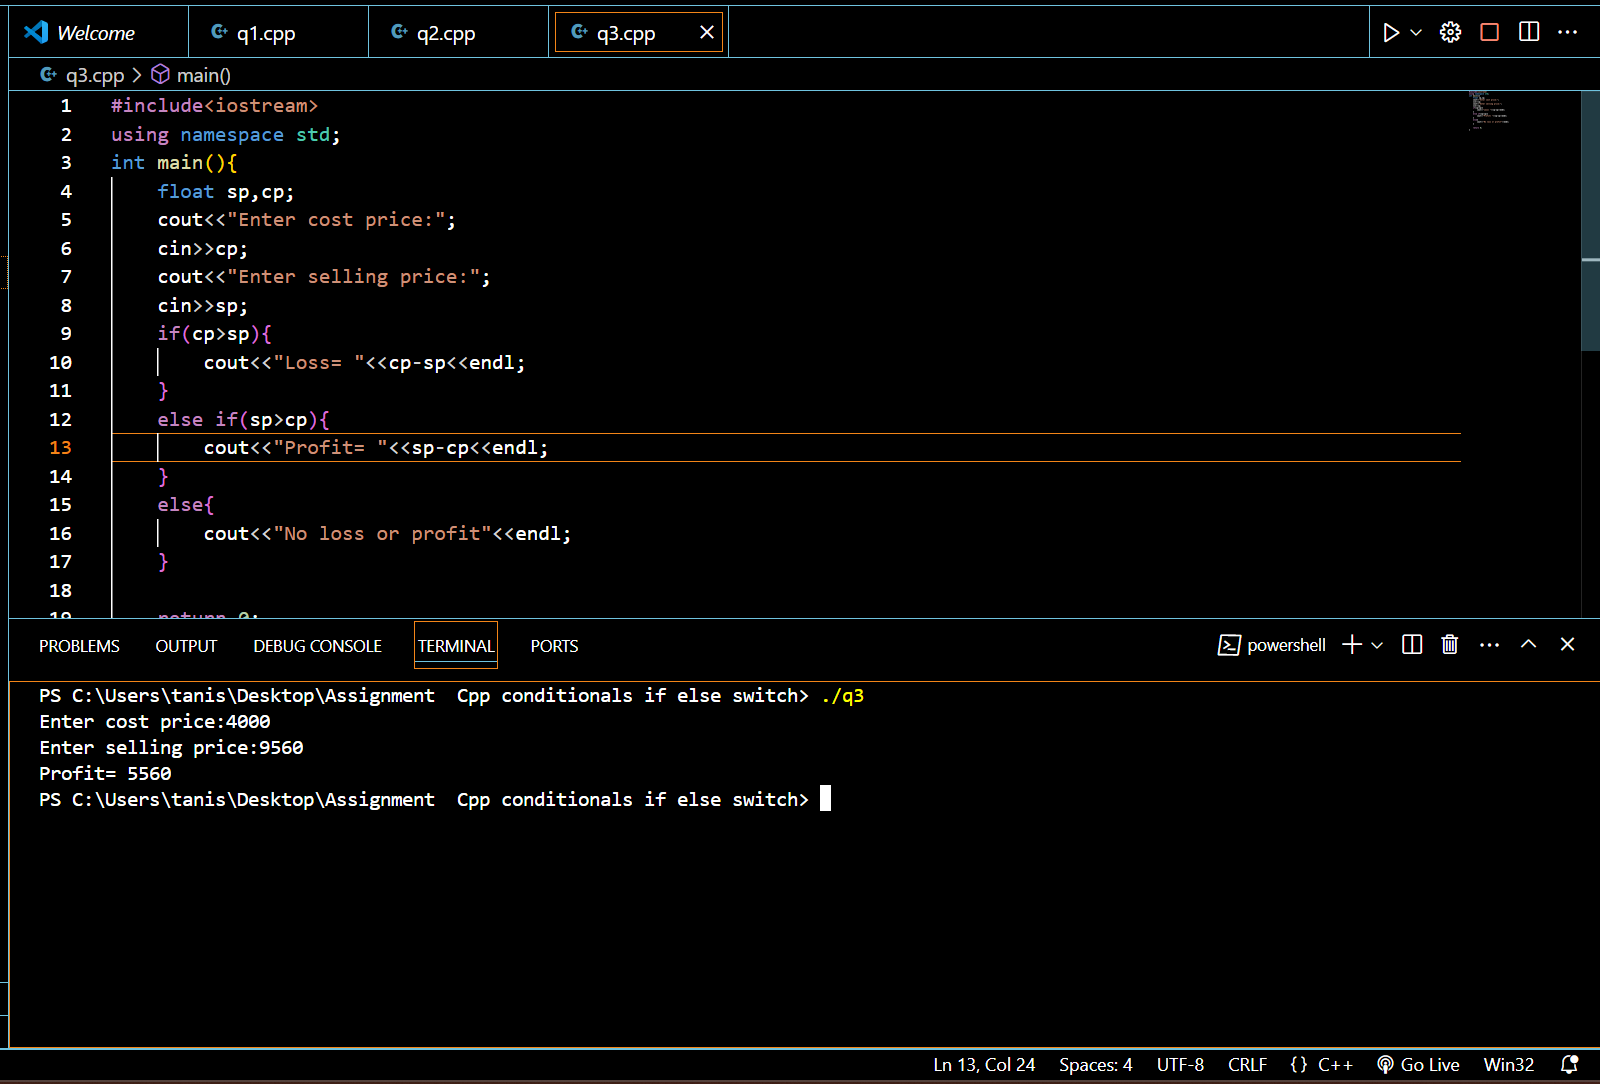 Welcome q1.cpp q2.cpp q3.cpp
q3.cpp > main()
1 #include<iostream>
2 using namespace std;
3 int main(){
4 float sp,cp;
5 cout<<"Enter cost price:";
6 cin>>cp;
7 cout<<"Enter selling price:";
8 cin>>sp;
9 if(cp>sp){
10 cout<<"Loss= "<<cp-sp<<endl;
11 }
12 else if(sp>cp){
13 cout<<"Profit= "<<sp-cp<<endl;
14 }
15 else{
16 cout<<"No loss or profit"<<endl;
17 }
18
19 return 0;
PROBLEMS OUTPUT DEBUG CONSOLE TERMINAL PORTS powershell
PS C:\Users\tanis\Desktop\Assignment  Cpp conditionals if else switch> ./q3
Enter cost price:4000
Enter selling price:9560
Profit= 5560
PS C:\Users\tanis\Desktop\Assignment  Cpp conditionals if else switch>
Ln 13, Col 24 Spaces: 4 UTF-8 CRLF {} C++ Go Live Win32